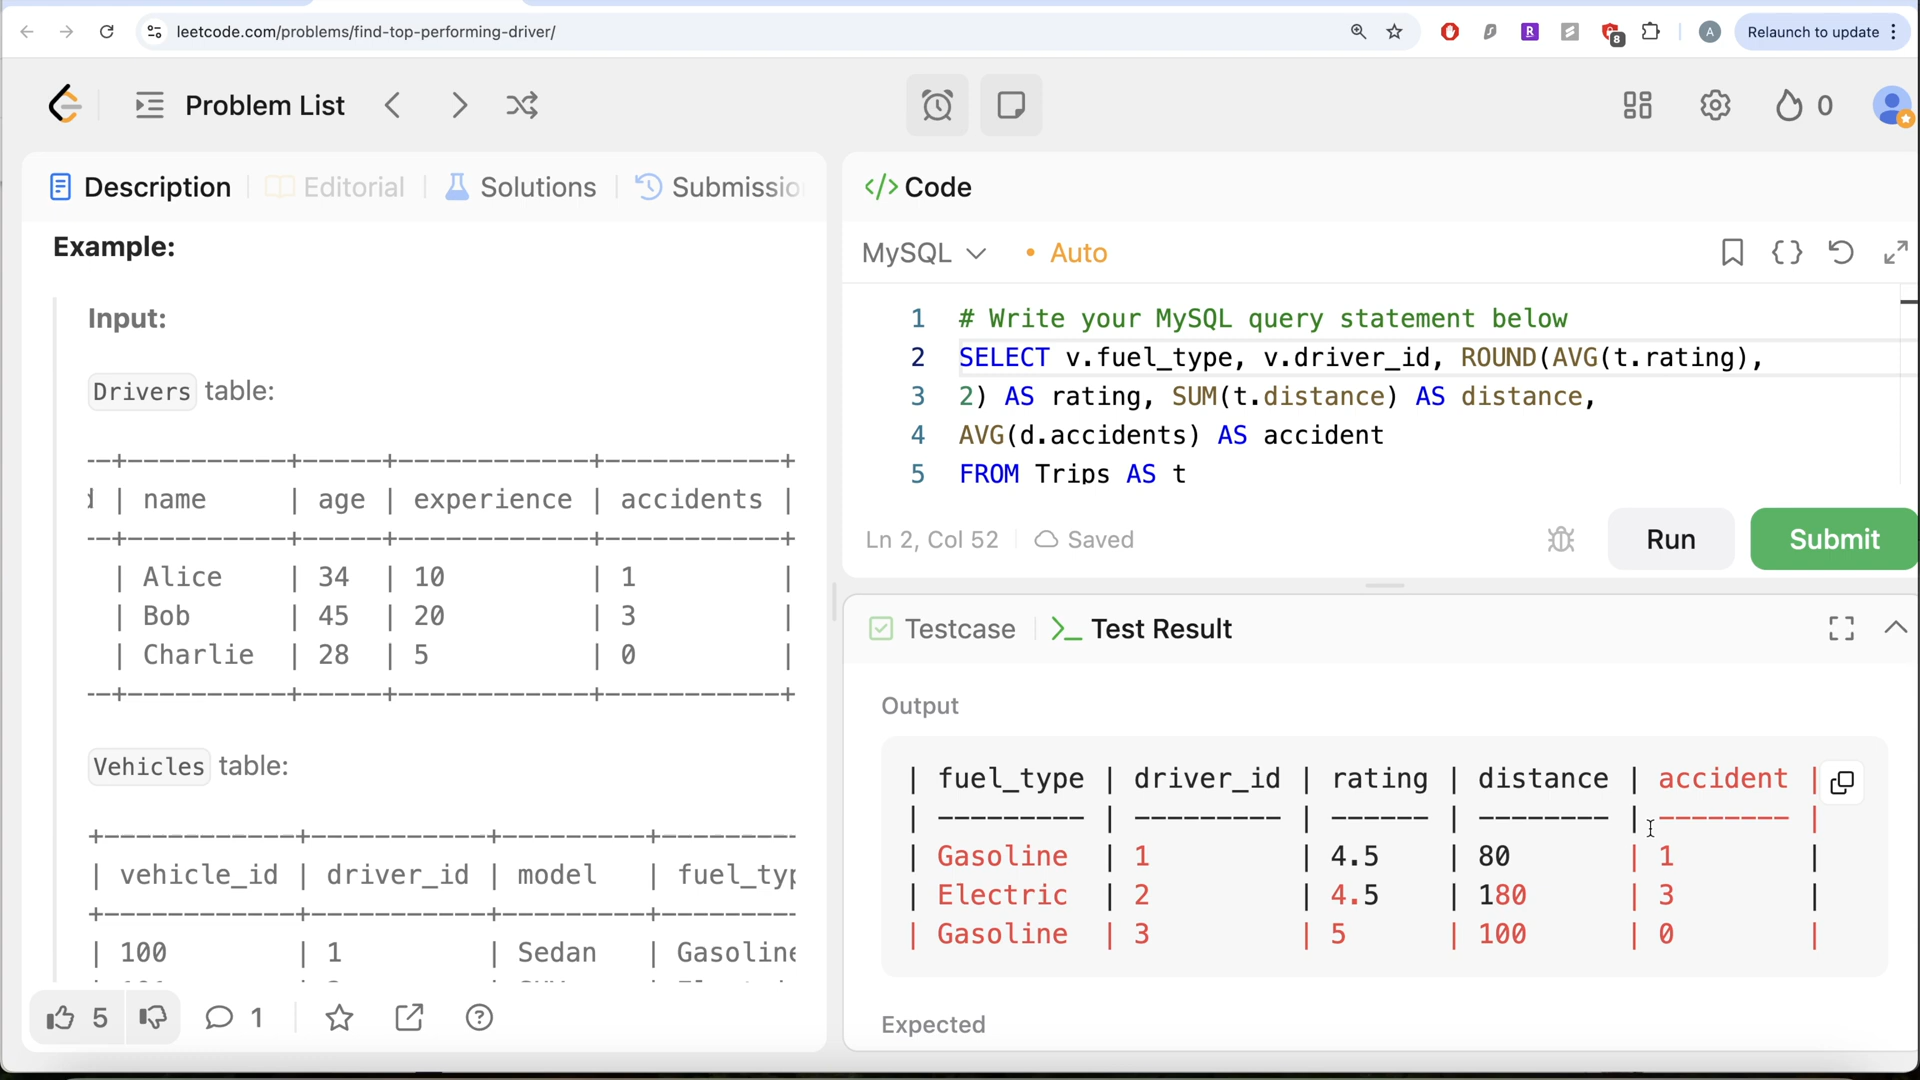 leetcode.com/problems/find-top-performing-driver/
8
A
Relaunch to update
Problem List
0
Description
Editorial
Solutions
Submissio
Example:
Input:
Drivers table:
--+----------+-----+------------+-----------+
d | name | age | experience | accidents |
--+----------+-----+------------+-----------+
| Alice | 34 | 10 | 1 |
| Bob | 45 | 20 | 3 |
| Charlie | 28 | 5 | 0 |
--+----------+-----+------------+-----------+
Vehicles table:
+------------+-----------+---------+--------
| vehicle_id | driver_id | model | fuel_typ
+------------+-----------+---------+--------
| 100 | 1 | Sedan | Gasoline
5
1
</> Code
MySQL
• Auto
1 # Write your MySQL query statement below
2 SELECT v.fuel_type, v.driver_id, ROUND(AVG(t.rating),
3 2) AS rating, SUM(t.distance) AS distance,
4 AVG(d.accidents) AS accident
5 FROM Trips AS t
Ln 2, Col 52
Saved
Run
Submit
Testcase
>_ Test Result
Output
| fuel_type | driver_id | rating | distance | accident |
| --------- | --------- | ------ | -------- | -------- |
| Gasoline | 1 | 4.5 | 80 | 1 |
| Electric | 2 | 4.5 | 180 | 3 |
| Gasoline | 3 | 5 | 100 | 0 |
Expected